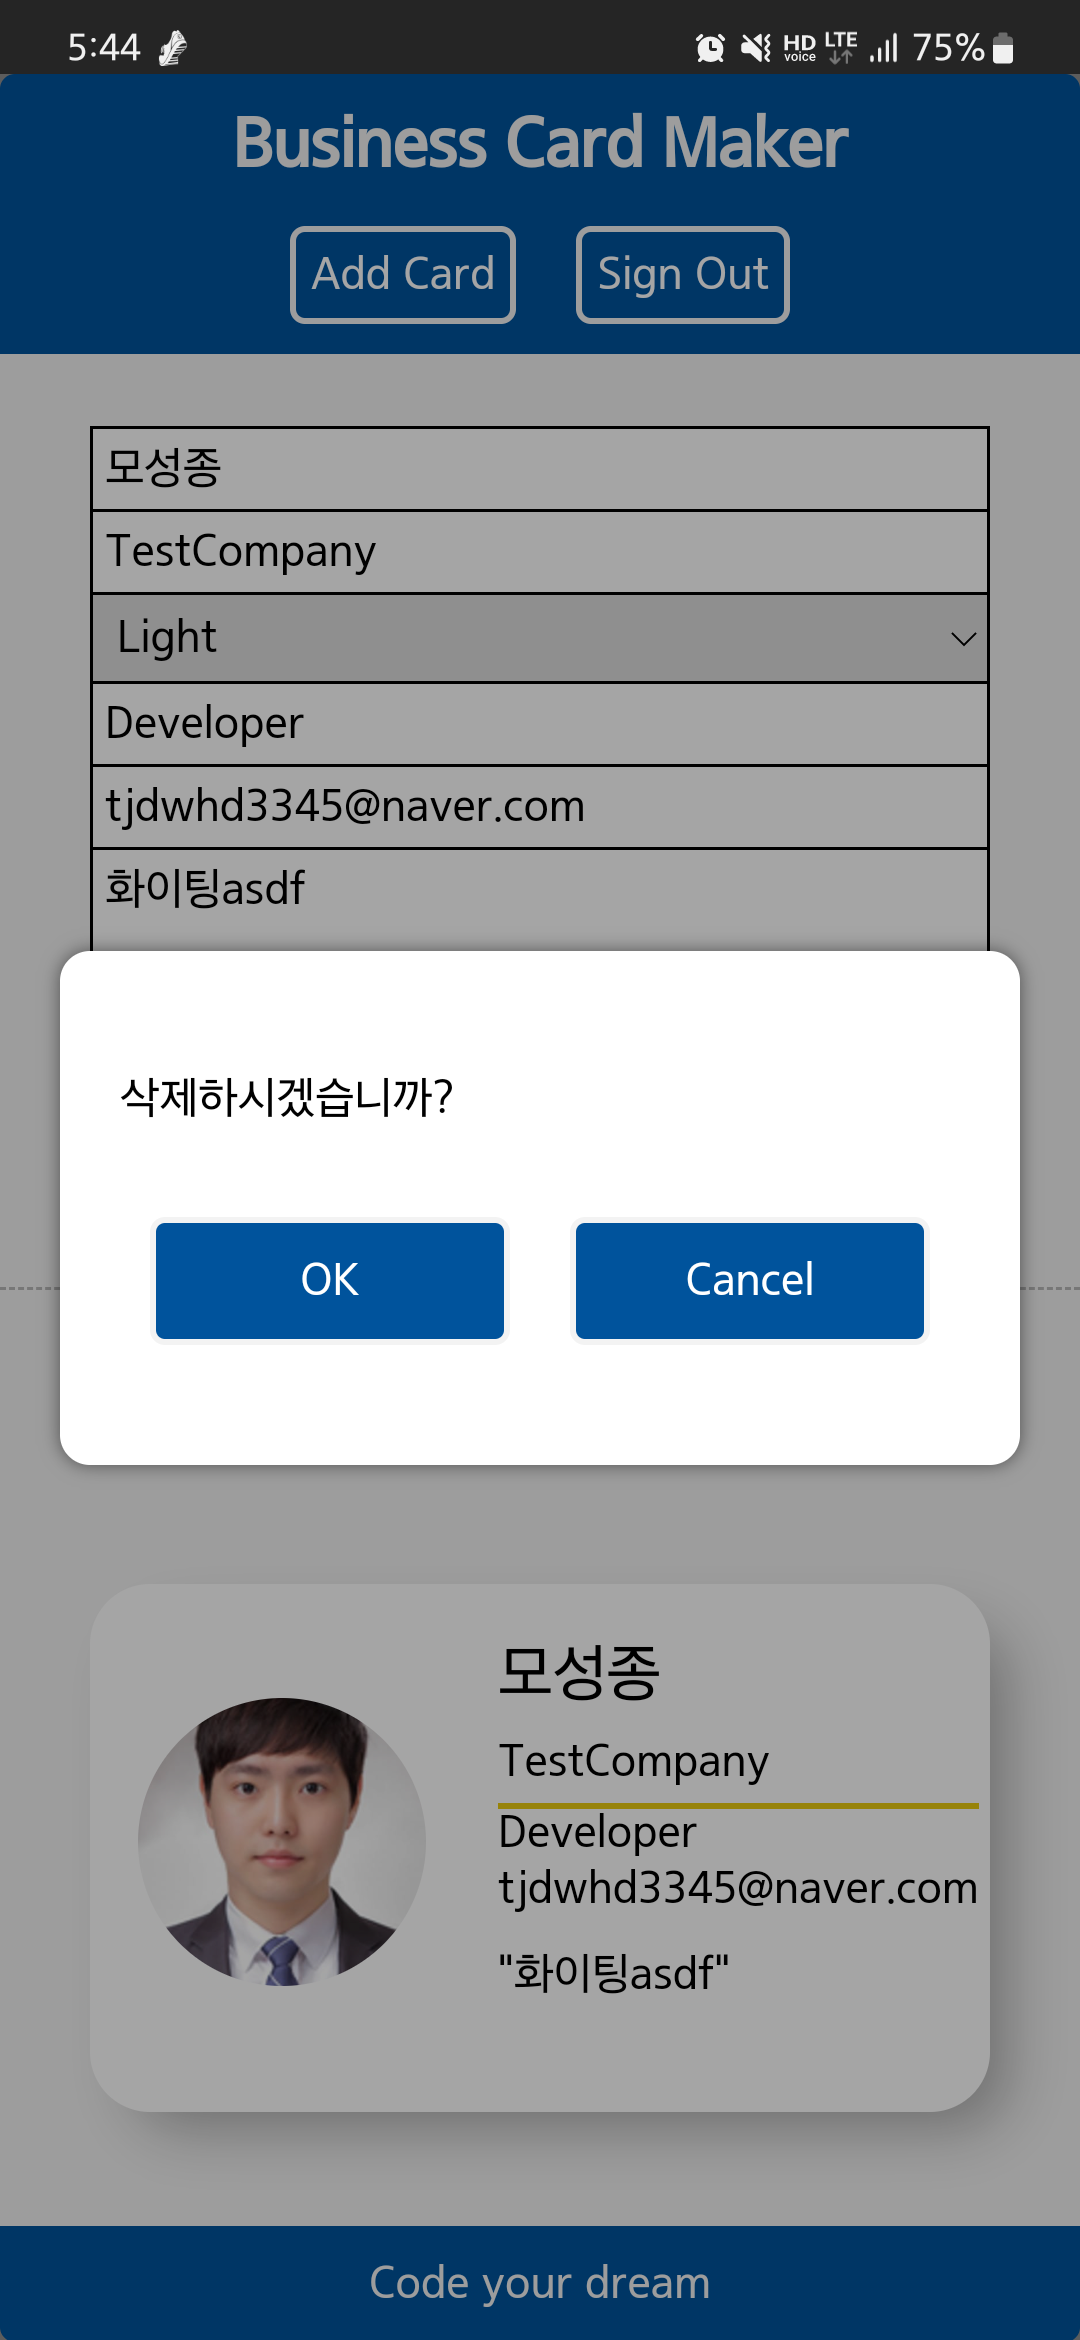 5:44 HD voice LTE 75%
Business Card Maker
Add Card Sign Out
모성종
TestCompany
Light
Developer
tjdwhd3345@naver.com
화이팅asdf
삭제하시겠습니까?
OK Cancel
모성종
TestCompany
Developer
tjdwhd3345@naver.com
"화이팅asdf"
Code your dream